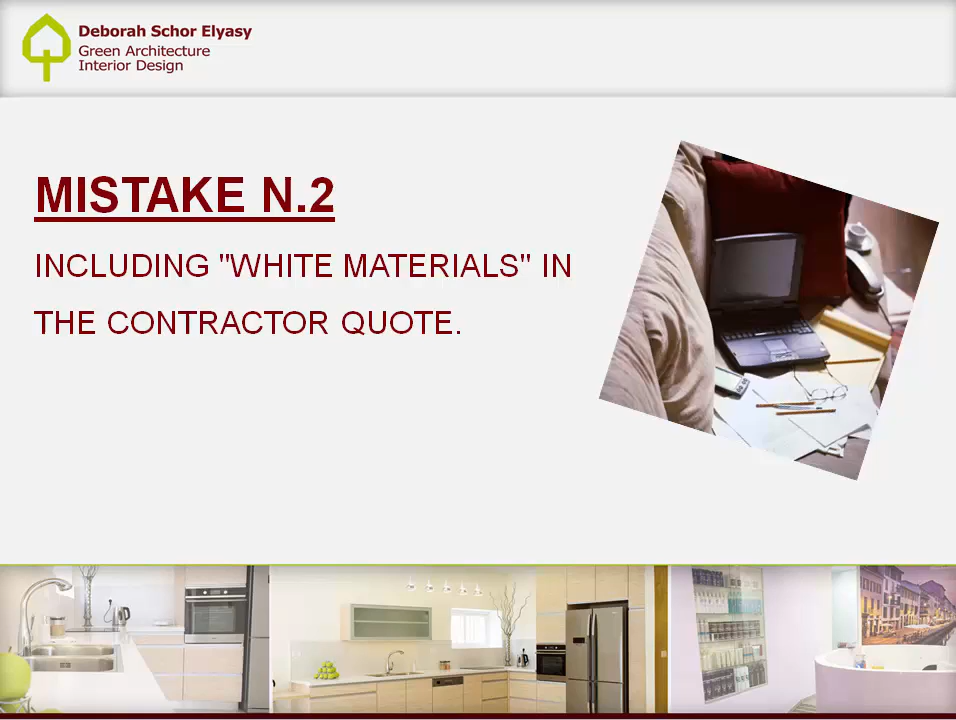 Deborah Schor Elyasy
Green Architecture
Interior Design
MISTAKE N.2
INCLUDING "WHITE MATERIALS" IN
THE CONTRACTOR QUOTE.